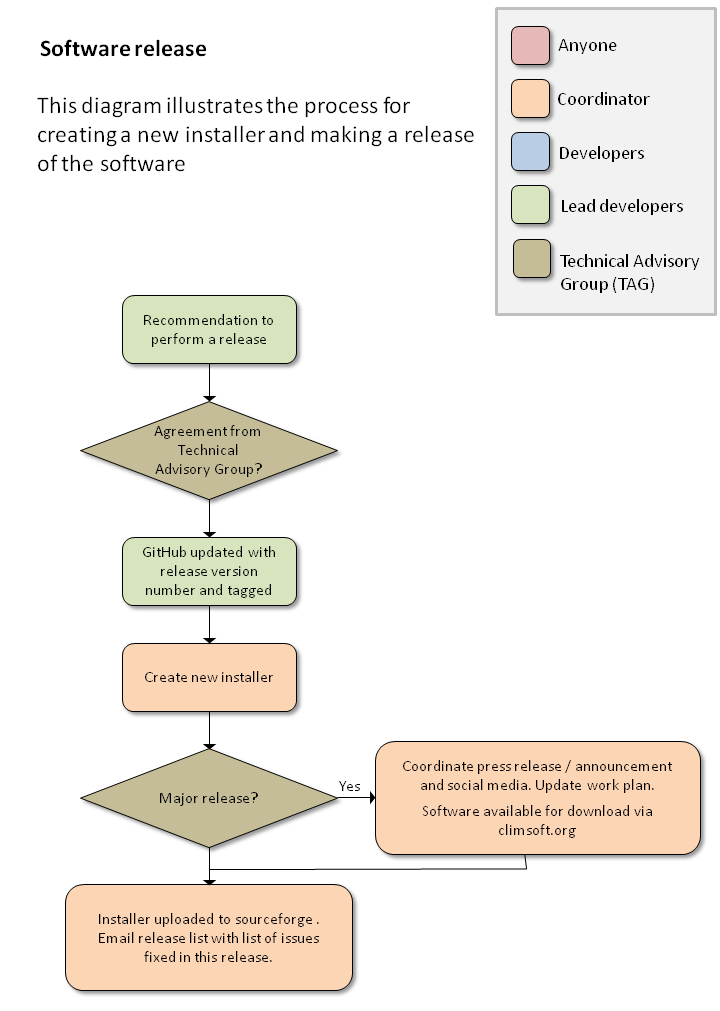 Software release
This diagram illustrates the process for
creating a new installer and making a release
of the software
Anyone
Coordinator
Developers
Lead developers
Technical Advisory
Group (TAG)
Recommendation to
perform a release
Agreement from
Technical
Advisory Group?
GitHub updated with
release version
number and tagged
Create new installer
Major release?
Yes
Coordinate press release / announcement
and social media. Update work plan.
Software available for download via
climsoft.org
Installer uploaded to sourceforge .
Email release list with list of issues
fixed in this release.